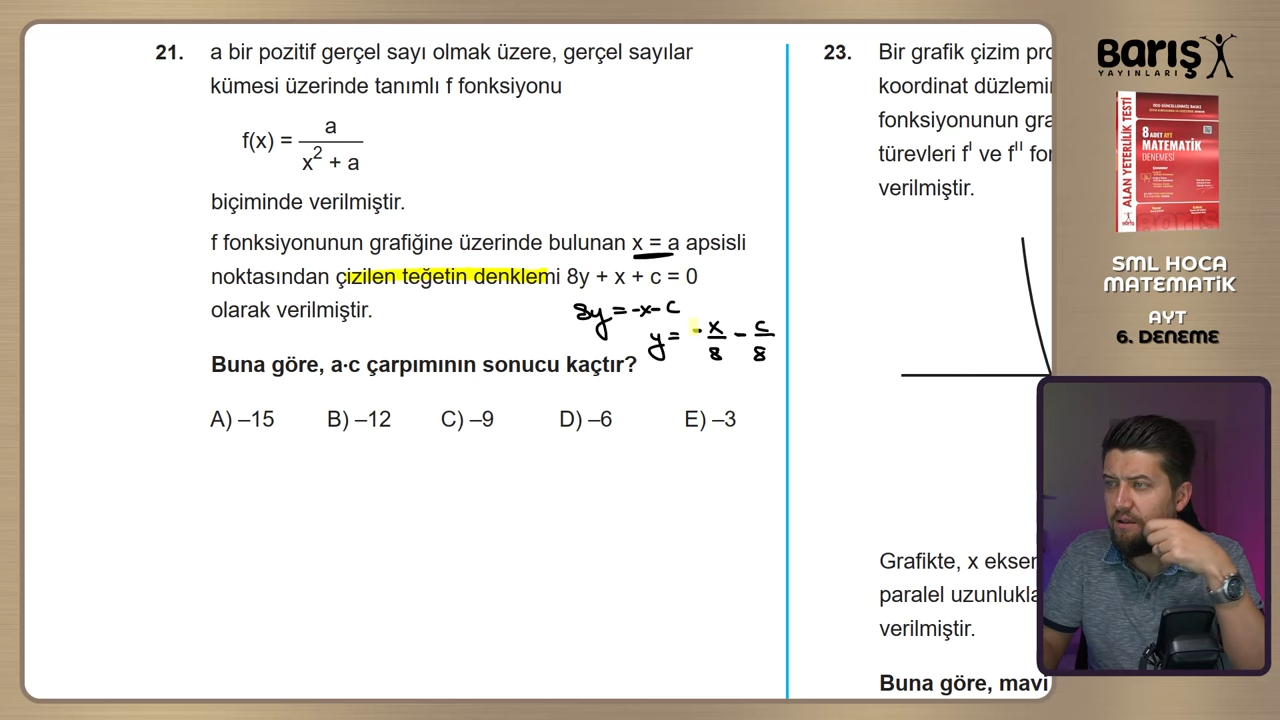 21. a bir pozitif gerçel sayı olmak üzere, gerçel sayılar
kümesi üzerinde tanımlı f fonksiyonu
f(x) = a / x² + a
biçiminde verilmiştir.
f fonksiyonunun grafiğine üzerinde bulunan x = a apsisli
noktasından çizilen teğetin denklemi 8y + x + c = 0
olarak verilmiştir.
8y = -x - c
y = - x/8 - c/8
Buna göre, a·c çarpımının sonucu kaçtır?
A) –15 B) –12 C) –9 D) –6 E) –3
23. Bir grafik çizim pro
koordinat düzlemi
fonksiyonunun gra
türevleri fᴵ ve fᴵᴵ fo
verilmiştir.
Grafikte, x ekser
paralel uzunlukla
verilmiştir.
Buna göre, mavi
BARIŞ
YAYINLARI
ALAN YETERLİLİK TESTİ
8 ADET AYT
MATEMATİK
DENEMESİ
SML HOCA
MATEMATİK
AYT
6. DENEME